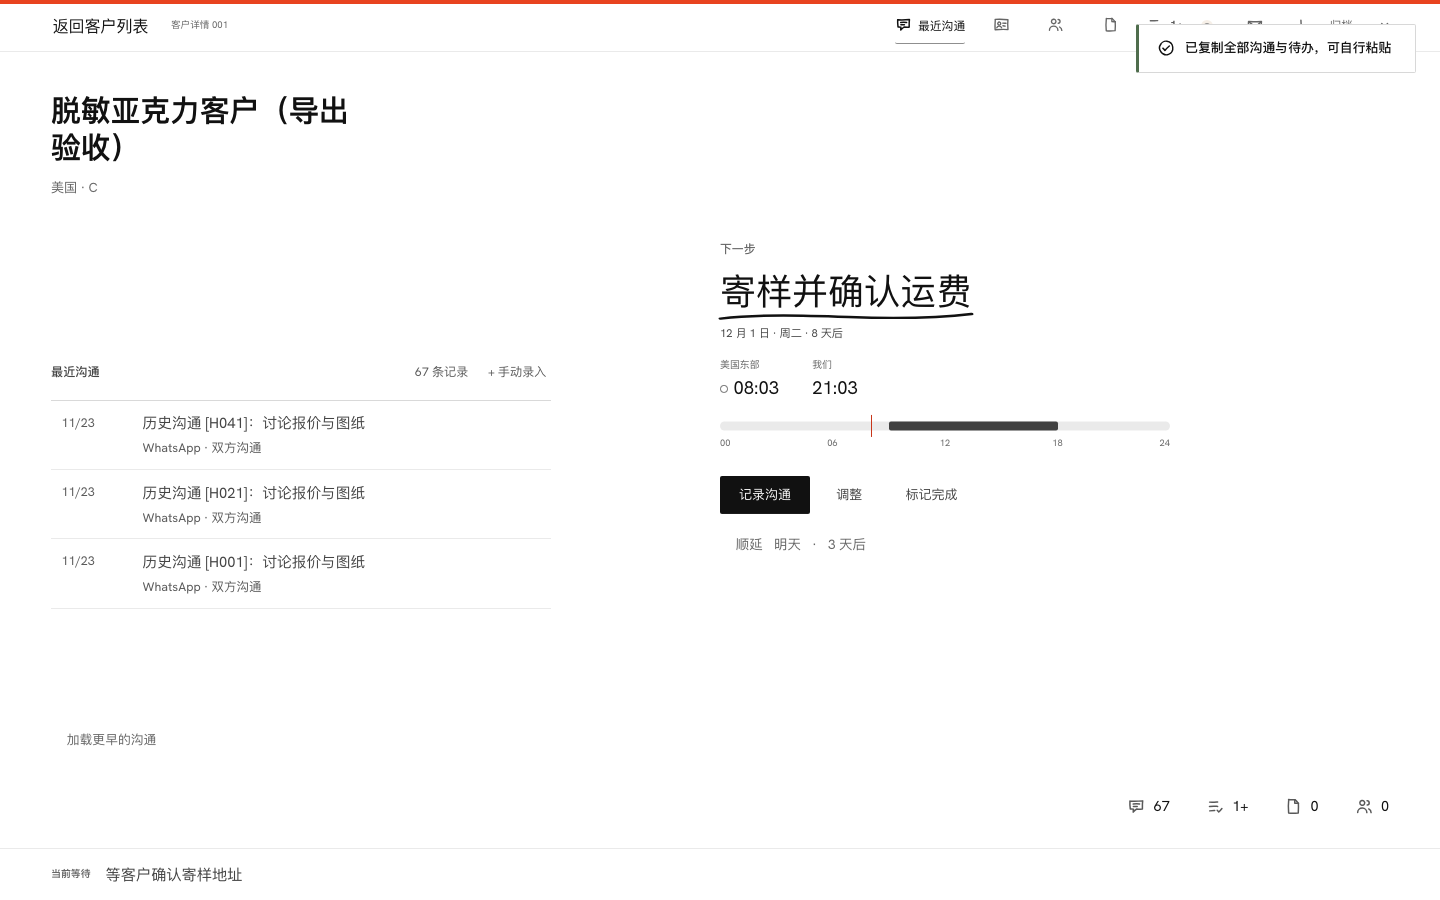 返回客户列表
客户详情 001
最近沟通
已复制全部沟通与待办，可自行粘贴
脱敏亚克力客户（导出
验收）
美国 · C
下一步
寄样并确认运费
12 月 1 日 · 周二 · 8 天后
美国东部 我们
08:03 21:03
00 06 12 18 24
记录沟通 调整 标记完成
顺延 明天 · 3 天后
最近沟通 67 条记录 + 手动录入
11/23 历史沟通 [H041]：讨论报价与图纸
WhatsApp · 双方沟通
11/23 历史沟通 [H021]：讨论报价与图纸
WhatsApp · 双方沟通
11/23 历史沟通 [H001]：讨论报价与图纸
WhatsApp · 双方沟通
加载更早的沟通
67 1+ 0 0
当前等待 等客户确认寄样地址